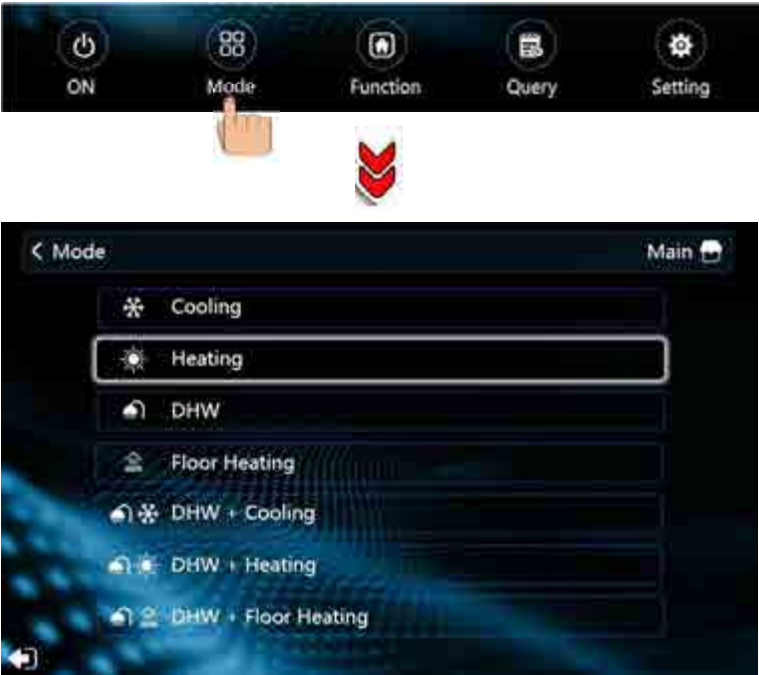 ON
Mode
Function
Query
Setting
Mode
Main
Cooling
Heating
DHW
Floor Heating
DHW + Cooling
DHW + Heating
DHW + Floor Heating